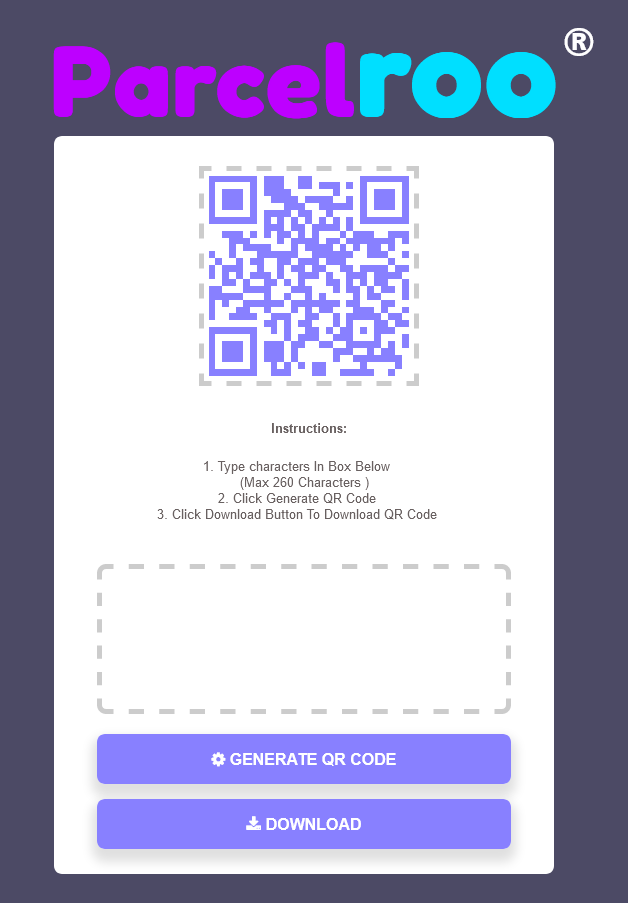 Parcelroo®
Instructions:
1. Type characters In Box Below
(Max 260 Characters )
2. Click Generate QR Code
3. Click Download Button To Download QR Code
GENERATE QR CODE
DOWNLOAD